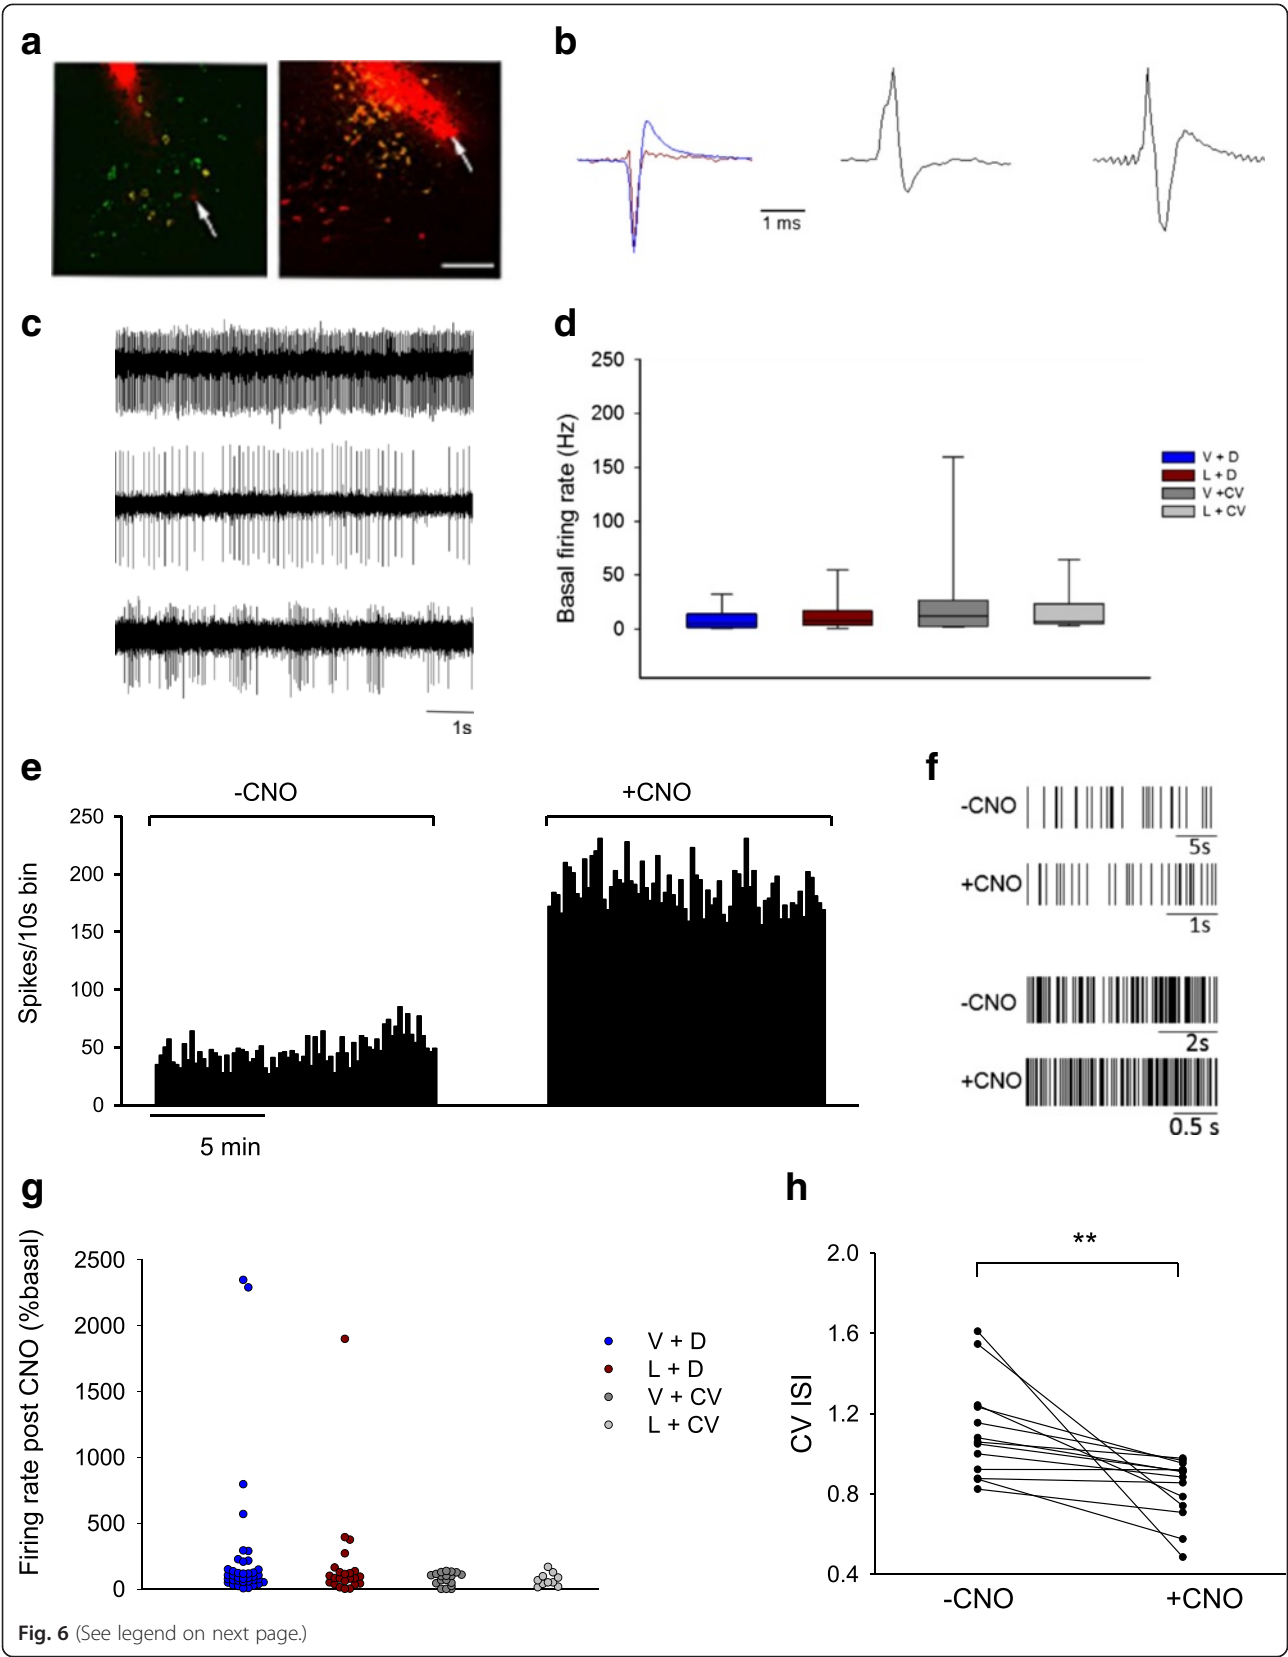 a
b
1 ms
c
1s
d
250
200
150
100
50
0
Basal firing rate (Hz)
V + D
L + D
V +CV
L + CV
e
-CNO
+CNO
250
200
150
100
50
0
Spikes/10s bin
5 min
f
-CNO
5s
+CNO
1s
-CNO
2s
+CNO
0.5 s
g
2500
2000
1500
1000
500
0
Firing rate post CNO (%basal)
V + D
L + D
V + CV
L + CV
h
**
2.0
1.6
1.2
0.8
0.4
CV ISI
-CNO
+CNO
Fig. 6 (See legend on next page.)